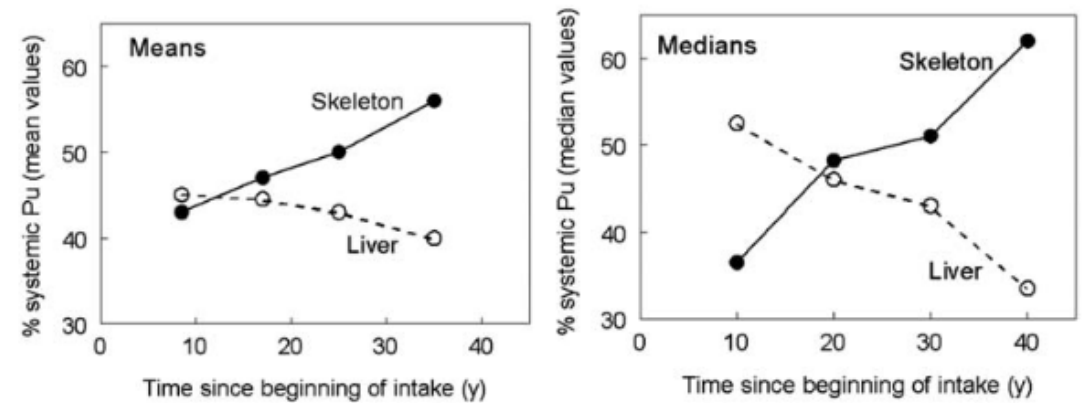 % systemic Pu (mean values)
Means
60
50
40
30
Skeleton
Liver
0
10
20
30
40
Time since beginning of intake (y)
% systemic Pu (median values)
Medians
60
50
40
30
Skeleton
Liver
0
10
20
30
40
Time since beginning of intake (y)